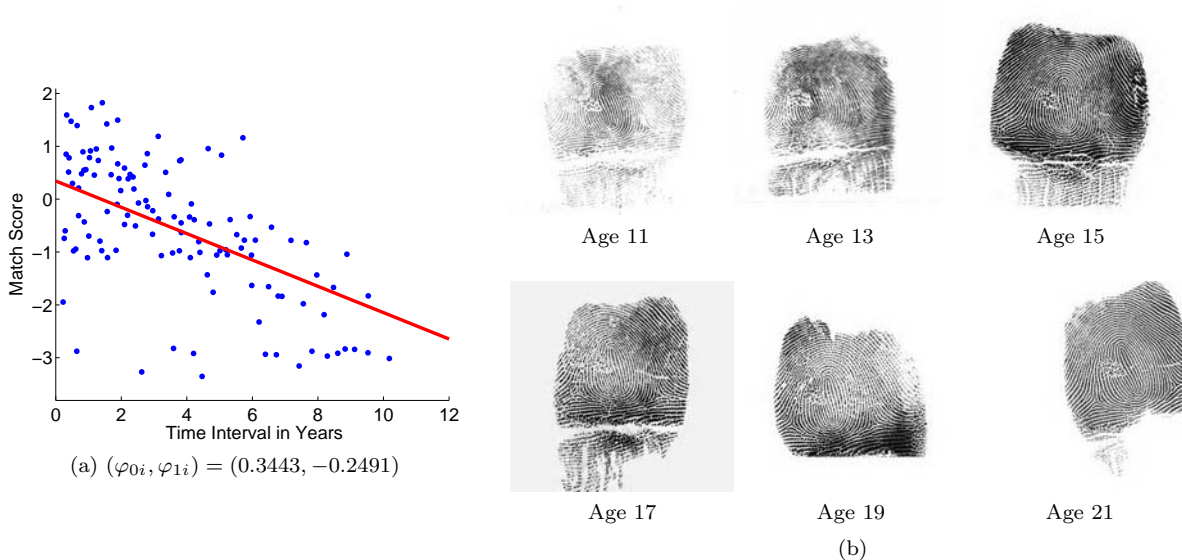 2
1
0
−1
−2
−3
Match Score
0 2 4 6 8 10 12
Time Interval in Years
(a) (φ0i, φ1i) = (0.3443, −0.2491)
Age 11 Age 13 Age 15
Age 17 Age 19 Age 21
(b)